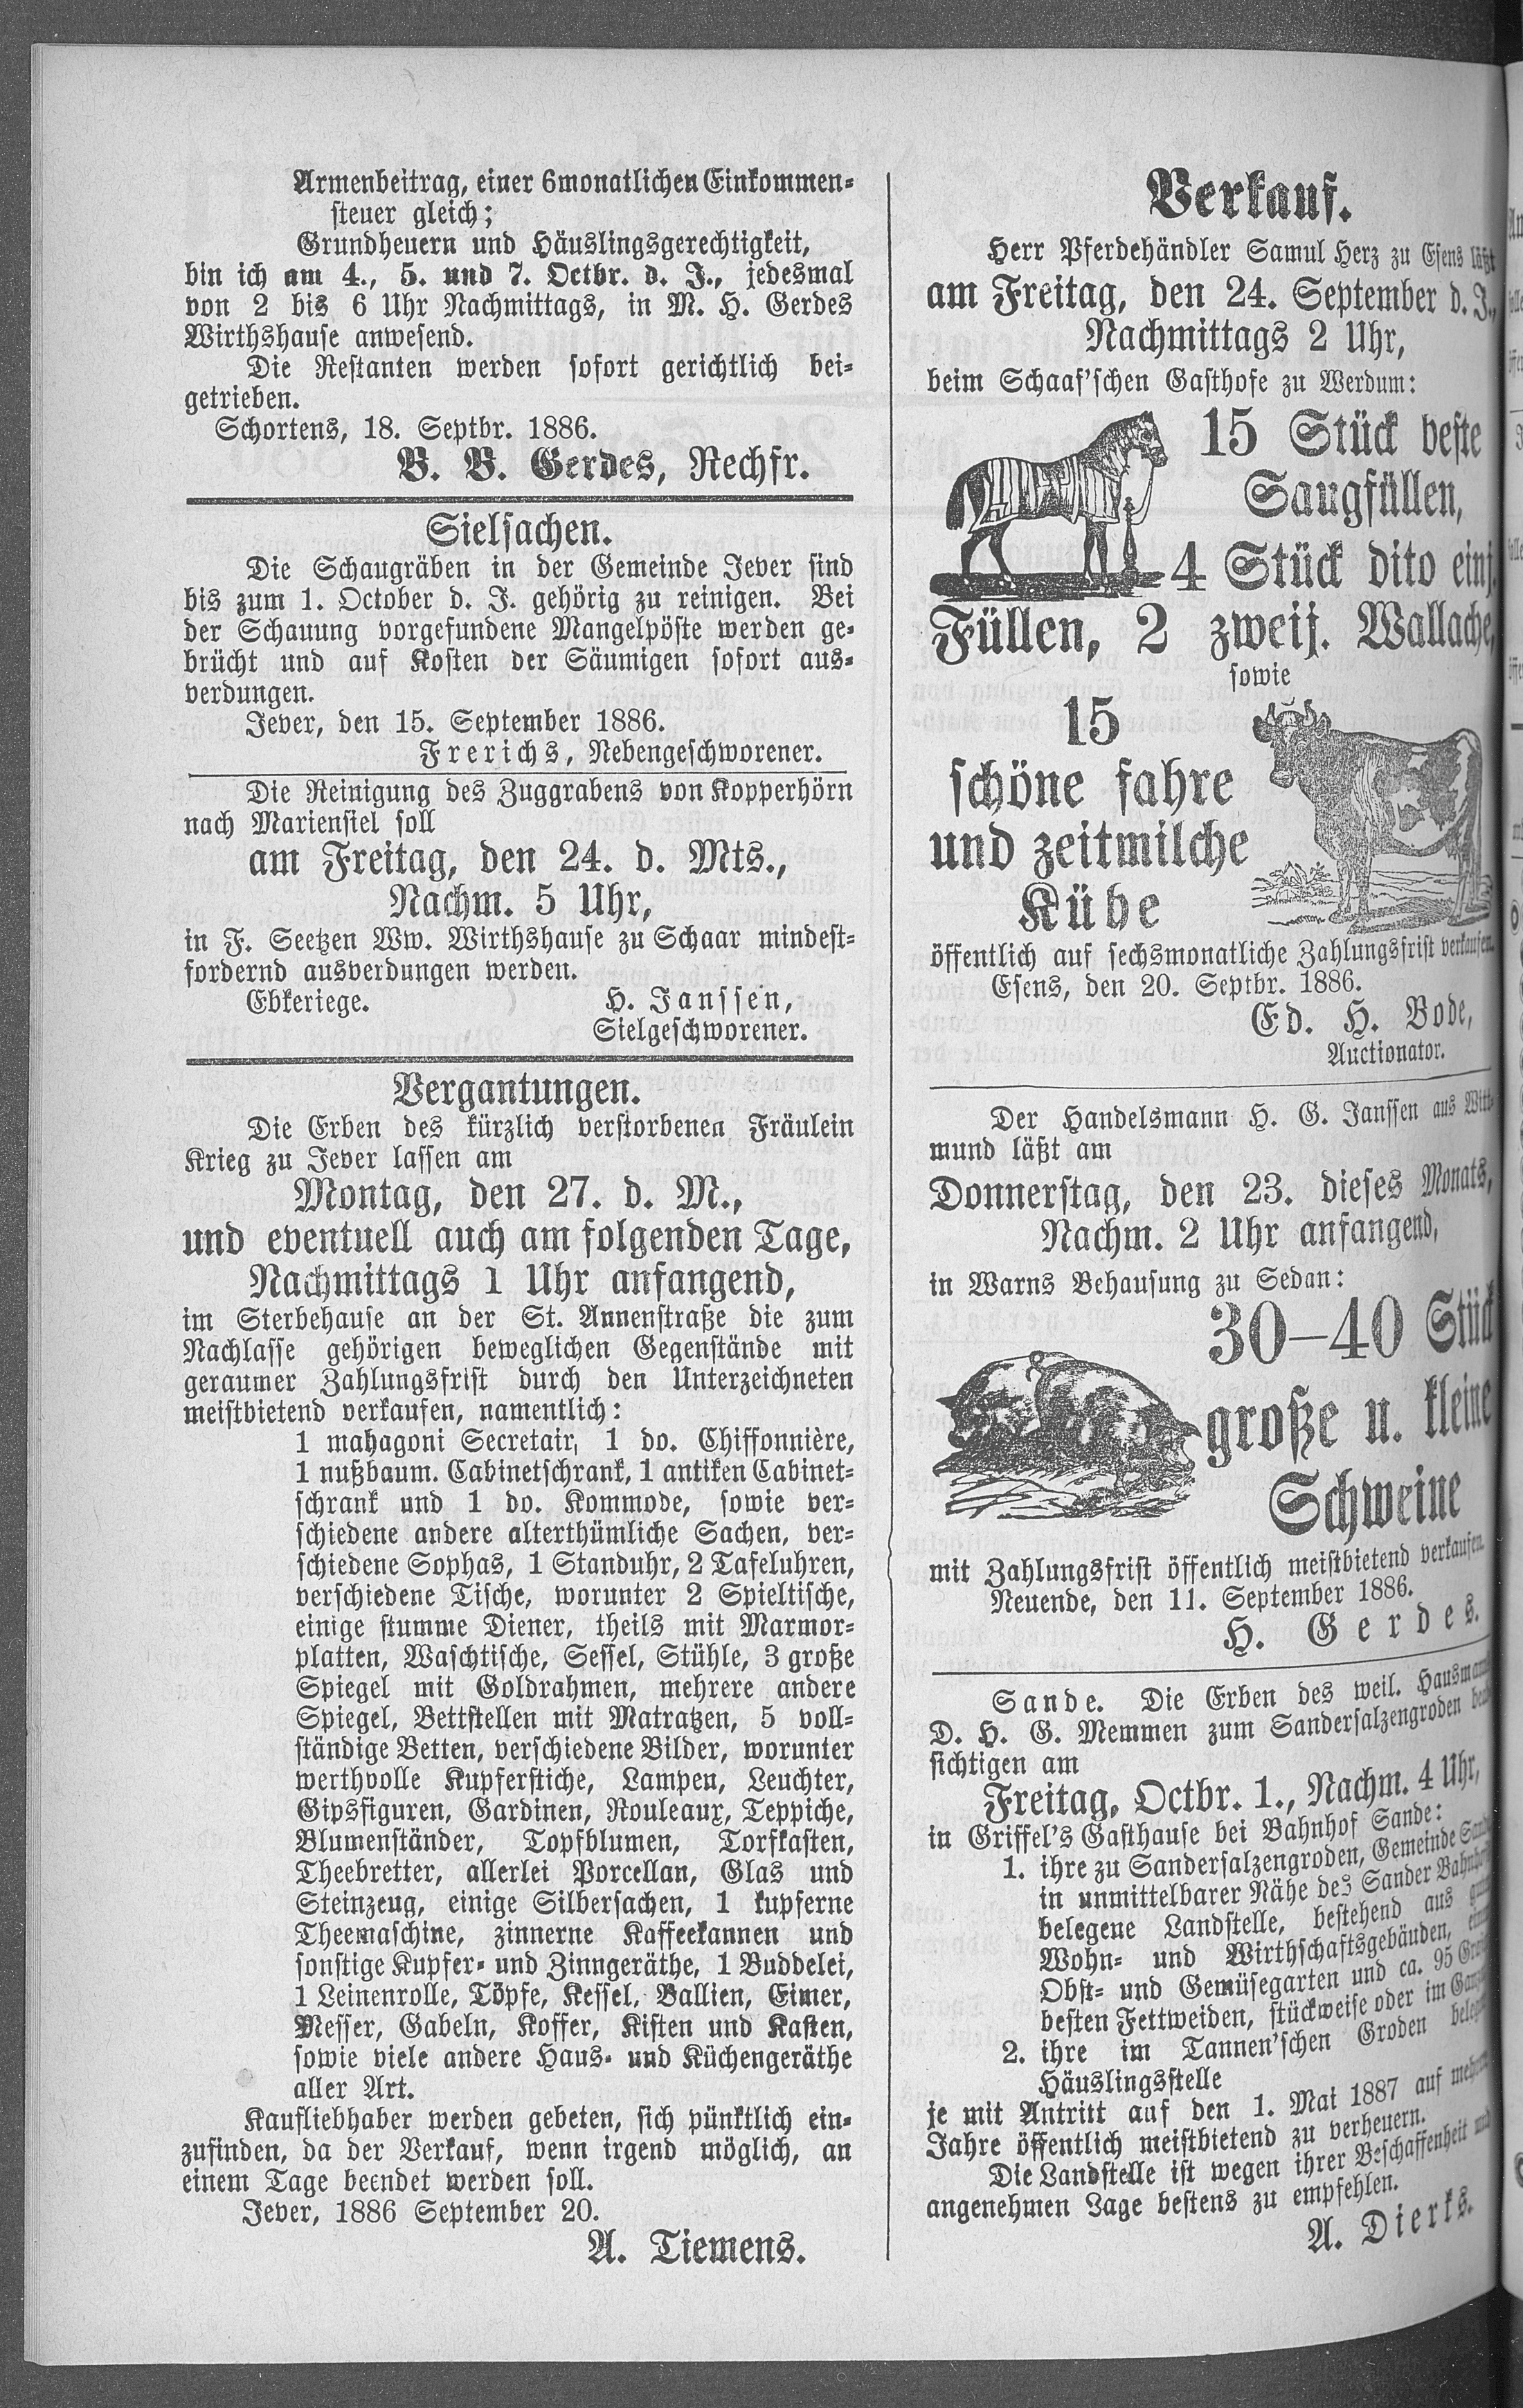 Armenbeitrag, einer 6monatlichen Einkommen-
steuer gleich;
Grundheuern und Häuslingsgerechtigkeit,
bin ich am 4., 5. und 7. Octbr. d. J., jedesmal
von 2 bis 6 Uhr Nachmittags, in M. H. Gerdes
Wirthshause anwesend.
Die Restanten werden sofort gerichtlich bei-
getrieben.
Schortens, 18. Septbr. 1886.
B. B. Gerdes, Rechfr.
Sielsachen.
Die Schaugräben in der Gemeinde Jever sind
bis zum 1. October d. J. gehörig zu reinigen. Bei
der Schauung vorgefundene Mangelpöste werden ge-
brücht und auf Kosten der Säumigen sofort aus-
verdungen.
Jever, den 15. September 1886.
Frerichs, Nebengeschworener.
Die Reinigung des Zuggrabens von Kopperhörn
nach Mariensiel soll
am Freitag, den 24. d. Mts.,
Nachm. 5 Uhr,
in F. Seetzen Ww. Wirthshause zu Schaar mindest-
fordernd ausverdungen werden.
Ebkeriege. H. Janssen,
Sielgeschworener.
Vergantungen.
Die Erben des kürzlich verstorbenen Fräulein
Krieg zu Jever lassen am
Montag, den 27. d. M.,
und eventuell auch am folgenden Tage,
Nachmittags 1 Uhr anfangend,
im Sterbehause an der St. Annenstraße die zum
Nachlasse gehörigen beweglichen Gegenstände mit
geraumer Zahlungsfrist durch den Unterzeichneten
meistbietend verkaufen, namentlich:
1 mahagoni Secretair, 1 do. Chiffonnière,
1 nußbaum. Cabinetschrank, 1 antiken Cabinet-
schrank und 1 do. Kommode, sowie ver-
schiedene andere alterthümliche Sachen, ver-
schiedene Sophas, 1 Standuhr, 2 Tafeluhren,
verschiedene Tische, worunter 2 Spieltische,
einige stumme Diener, theils mit Marmor-
platten, Waschtische, Sessel, Stühle, 3 große
Spiegel mit Goldrahmen, mehrere andere
Spiegel, Bettstellen mit Matratzen, 5 voll-
ständige Betten, verschiedene Bilder, worunter
werthvolle Kupferstiche, Lampen, Leuchter,
Gipsfiguren, Gardinen, Rouleaux, Teppiche,
Blumenständer, Topfblumen, Torfkasten,
Theebretter, allerlei Porcellan, Glas und
Steinzeug, einige Silbersachen, 1 kupferne
Theemaschine, zinnerne Kaffeekannen und
sonstige Kupfer- und Zinngeräthe, 1 Buddelei,
1 Leinenrolle, Töpfe, Kessel, Ballien, Eimer,
Messer, Gabeln, Koffer, Kisten und Kasten,
sowie viele andere Haus- und Küchengeräthe
aller Art.
Kaufliebhaber werden gebeten, sich pünktlich ein-
zufinden, da der Verkauf, wenn irgend möglich, an
einem Tage beendet werden soll.
Jever, 1886 September 20.
A. Tiemens.
Verkauf.
Herr Pferdehändler Samul Herz zu Esens läßt
am Freitag, den 24. September d. J.,
Nachmittags 2 Uhr,
beim Schaaf'schen Gasthofe zu Werdum:
15 Stück beste
Saugfüllen,
4 Stück dito einj.
Füllen, 2 zweij. Wallache,
sowie
15
schöne fahre
und zeitmilche
Kühe
öffentlich auf sechsmonatliche Zahlungsfrist verkaufen.
Esens, den 20. Septbr. 1886.
Ed. H. Bode,
Auctionator.
Der Handelsmann H. G. Janssen aus Witt-
mund läßt am
Donnerstag, den 23. dieses Monats,
Nachm. 2 Uhr anfangend,
in Warns Behausung zu Sedan:
30–40 Stück
große u. kleine
Schweine
mit Zahlungsfrist öffentlich meistbietend verkaufen.
Neuende, den 11. September 1886.
H. Gerdes.
Sande. Die Erben des weil. Hausmann
D. H. G. Memmen zum Sandersalzengroden
sichtigen am
Freitag, Octbr. 1., Nachm. 4 Uhr,
in Griffel's Gasthause bei Bahnhof Sande:
1. ihre zu Sandersalzengroden, Gemeinde
in unmittelbarer Nähe des Sander
belegene Landstelle, bestehend aus
Wohn- und Wirthschaftsgebäuden,
Obst- und Gemüsegarten und ca. 95
besten Fettweiden, stückweise oder im
2. ihre im Tannen'schen Groden
Häuslingsstelle
je mit Antritt auf den 1. Mai 1887 auf
Jahre öffentlich meistbietend zu verheuern.
Die Landstelle ist wegen ihrer Beschaffenheit und
angenehmen Lage bestens zu empfehlen.
A. Dierks.